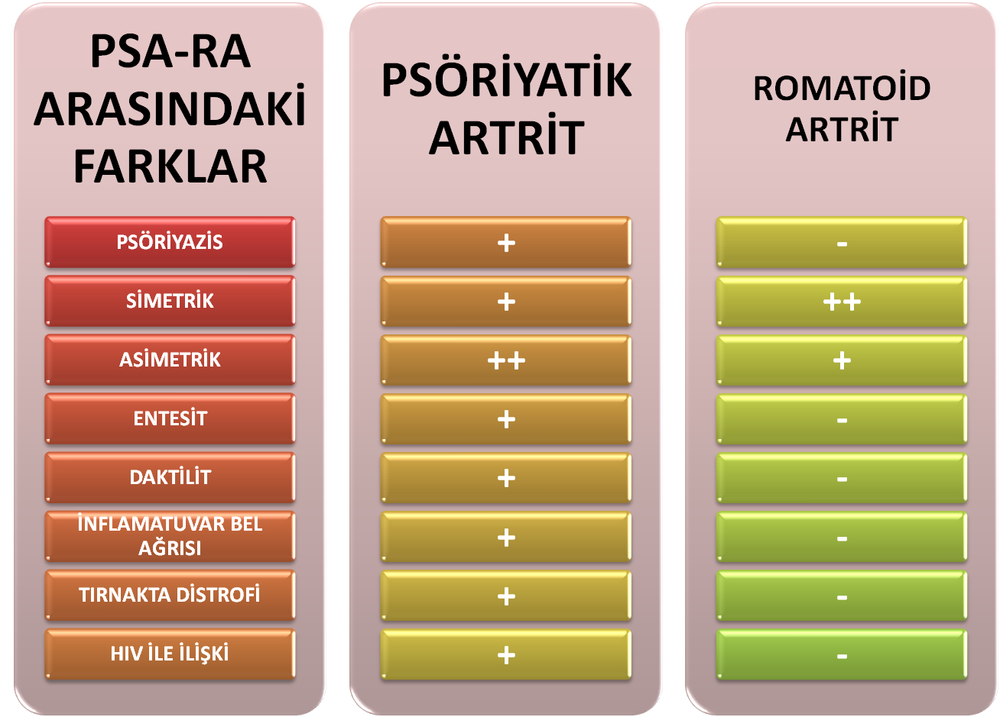 PSA-RA
ARASINDAKİ
FARKLAR
PSÖRİYATİK
ARTRİT
ROMATOİD
ARTRİT
PSÖRİYAZİS
+
-
SİMETRİK
+
++
ASİMETRİK
++
+
ENTESİT
+
-
DAKTİLİT
+
-
İNFLAMATUVAR BEL
AĞRISI
+
-
TIRNAKTA DİSTROFİ
+
-
HIV İLE İLİŞKİ
+
-